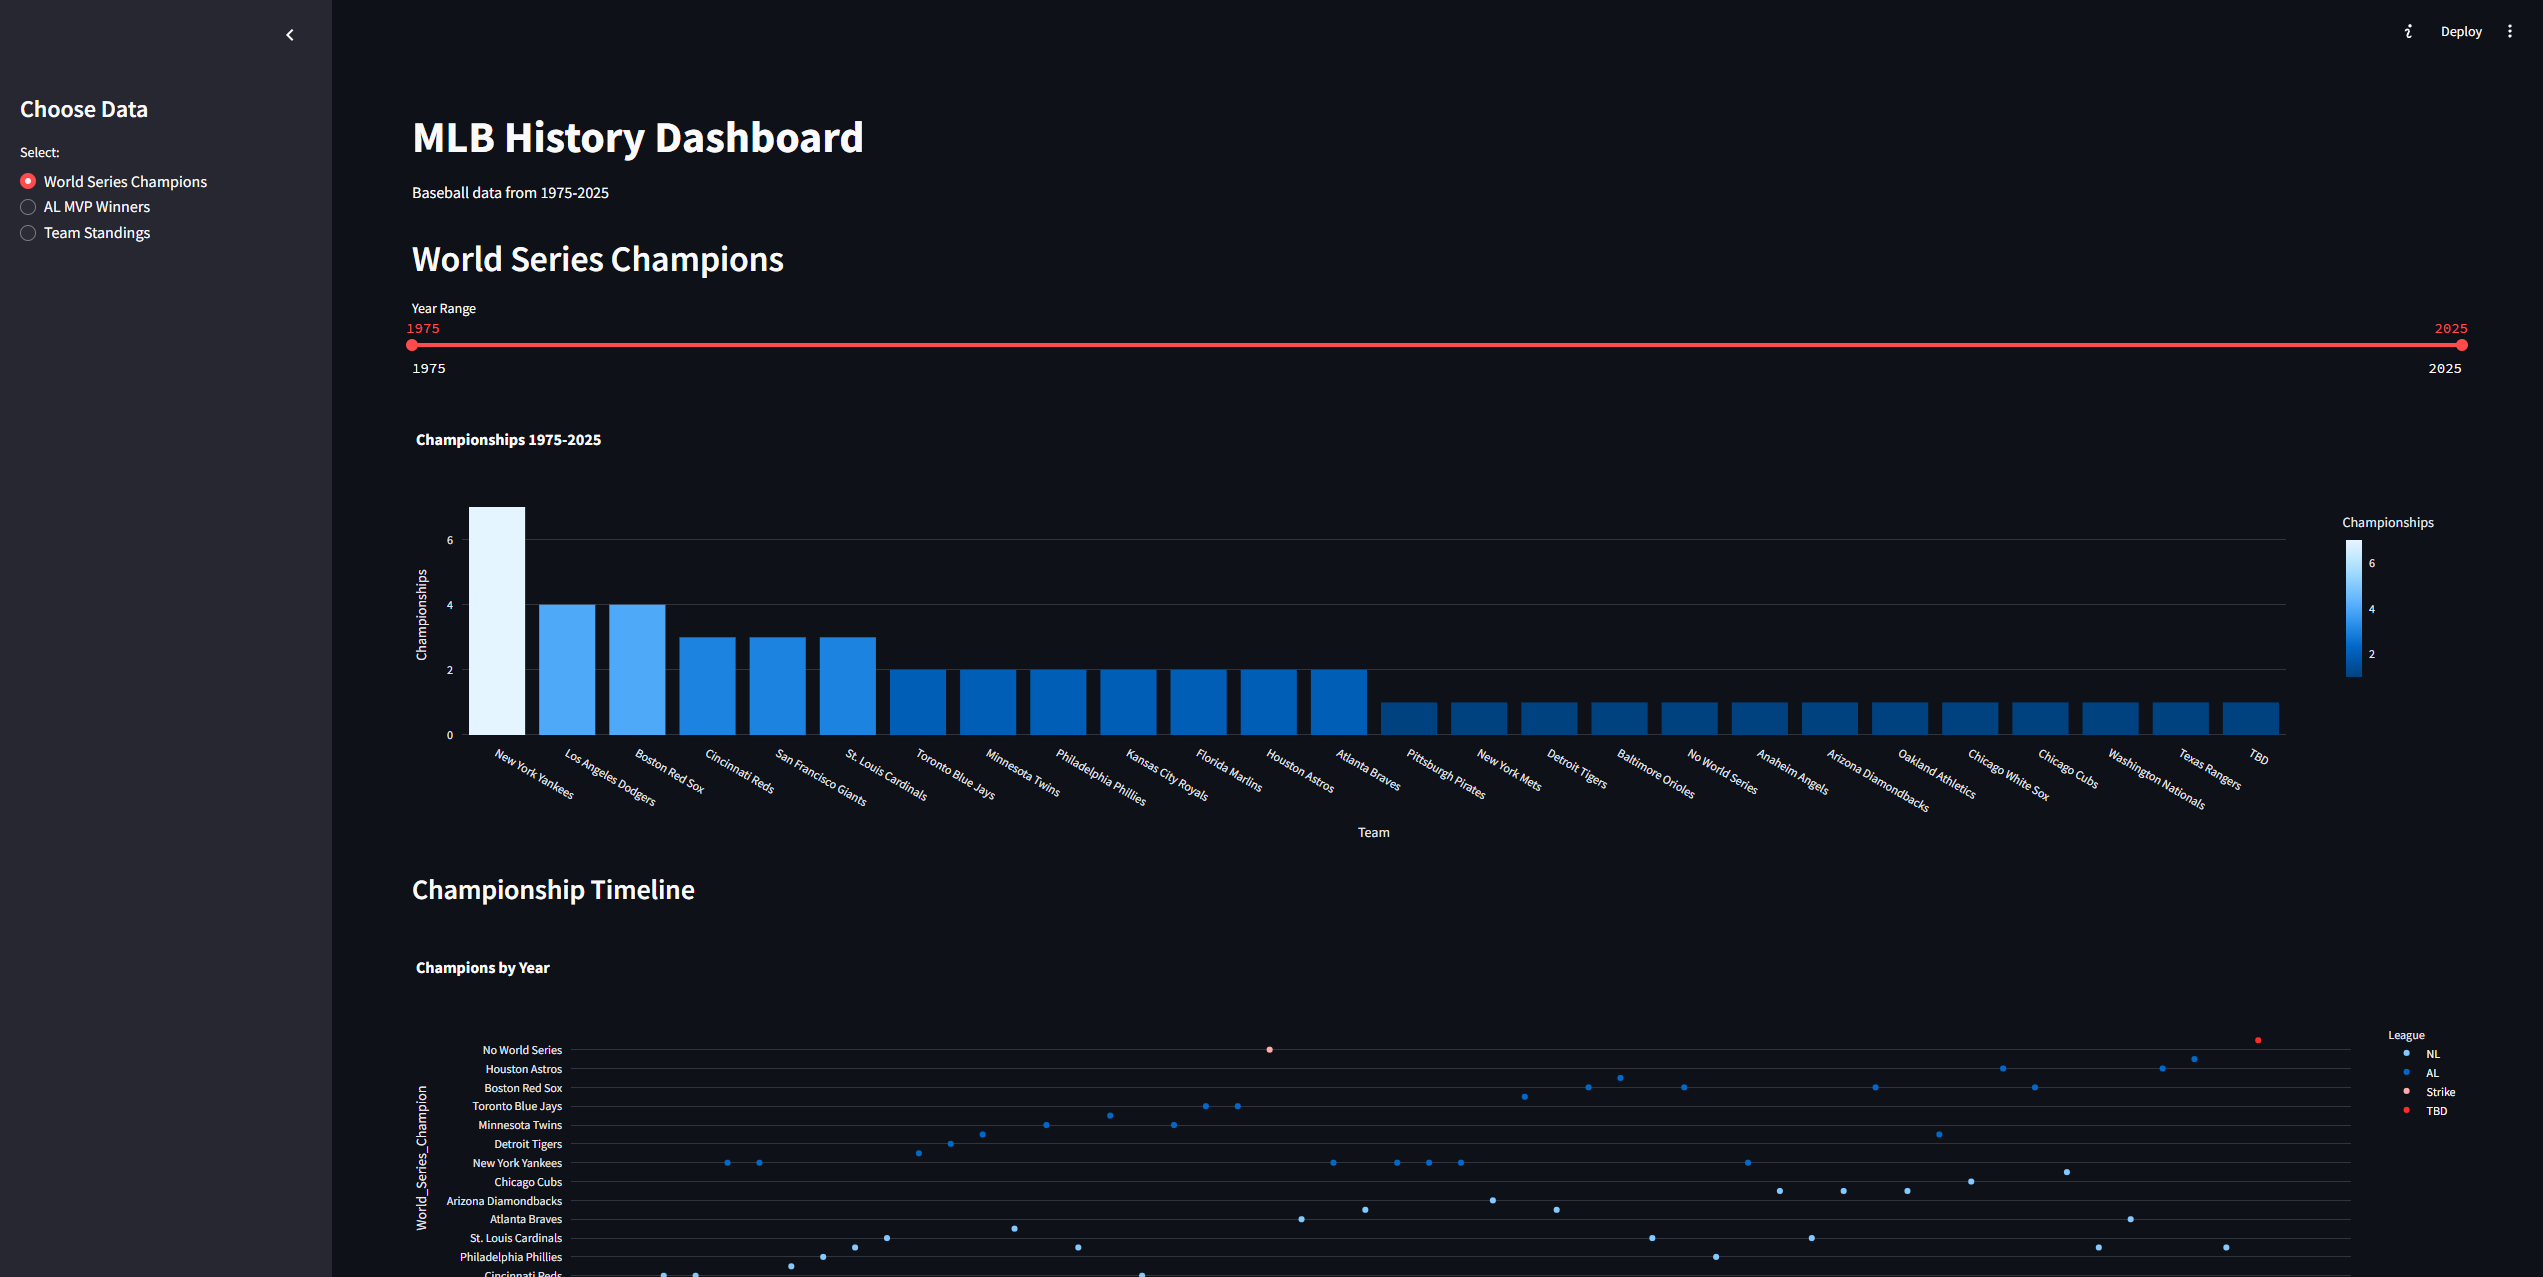 Choose Data
Select:
World Series Champions
AL MVP Winners
Team Standings
Deploy
MLB History Dashboard
Baseball data from 1975-2025
World Series Champions
Year Range
1975
2025
1975
2025
Championships 1975-2025
Championships
6
4
2
0
New York Yankees
Los Angeles Dodgers
Boston Red Sox
Cincinnati Reds
San Francisco Giants
St. Louis Cardinals
Toronto Blue Jays
Minnesota Twins
Philadelphia Phillies
Kansas City Royals
Florida Marlins
Houston Astros
Atlanta Braves
Pittsburgh Pirates
New York Mets
Detroit Tigers
Baltimore Orioles
No World Series
Anaheim Angels
Arizona Diamondbacks
Oakland Athletics
Chicago White Sox
Chicago Cubs
Washington Nationals
Texas Rangers
TBD
Team
Championships
6
4
2
Championship Timeline
Champions by Year
World_Series_Champion
No World Series
Houston Astros
Boston Red Sox
Toronto Blue Jays
Minnesota Twins
Detroit Tigers
New York Yankees
Chicago Cubs
Arizona Diamondbacks
Atlanta Braves
St. Louis Cardinals
Philadelphia Phillies
Cincinnati Reds
League
NL
AL
Strike
TBD